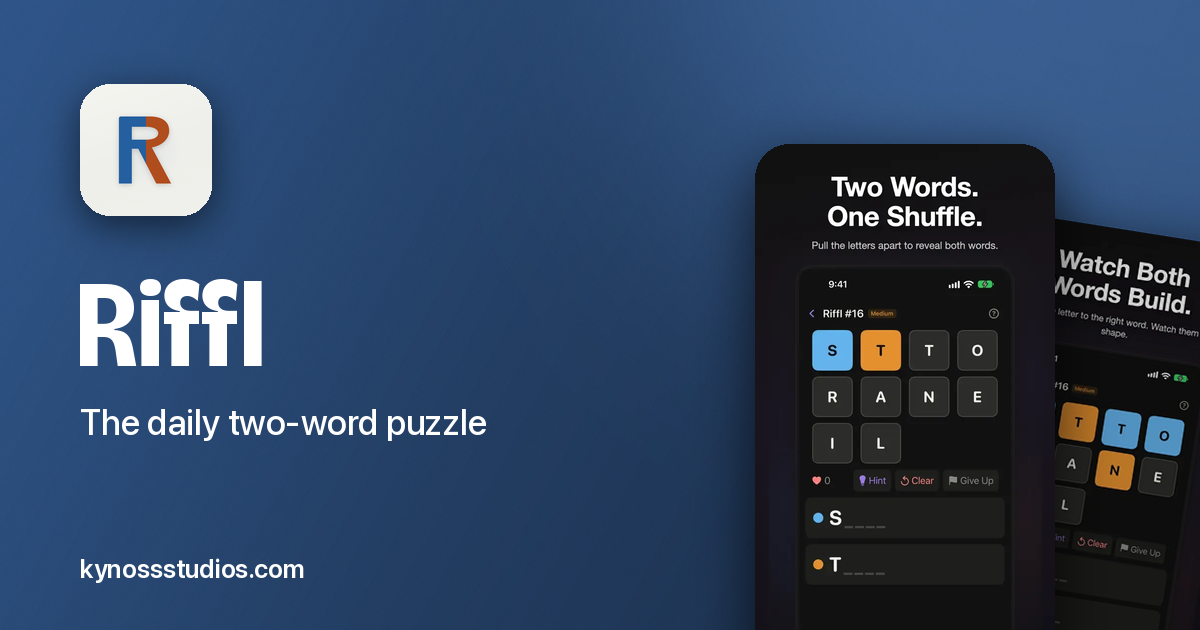 R
Riffl
The daily two-word puzzle
kynossstudios.com
Two Words.
One Shuffle.
Pull the letters apart to reveal both words.
9:41
Riffl #16 Medium
S T T O
R A N E
I L
0 Hint Clear Give Up
S _ _ _ _
T _ _ _ _
Watch Both
Words Build.
letter to the right word. Watch them
shape.
#16 Medium
T T O
A N E
L
Clear Give Up